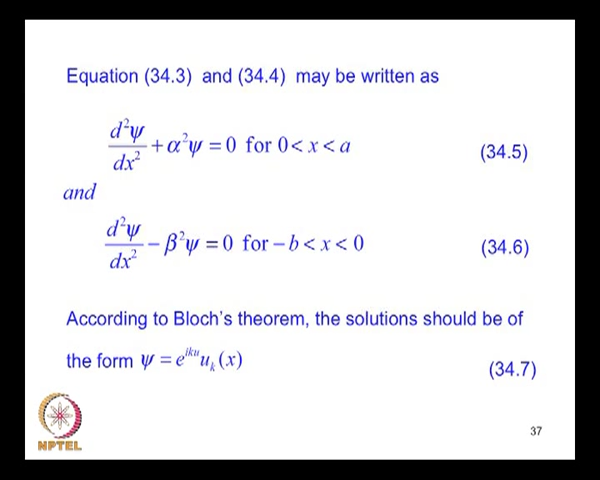 Equation (34.3) and (34.4) may be written as
d²ψ/dx² + α²ψ = 0 for 0 < x < a (34.5)
and
d²ψ/dx² − β²ψ = 0 for − b < x < 0 (34.6)
According to Bloch's theorem, the solutions should be of
the form ψ = e^{iku} u_k(x) (34.7)
NPTEL
37